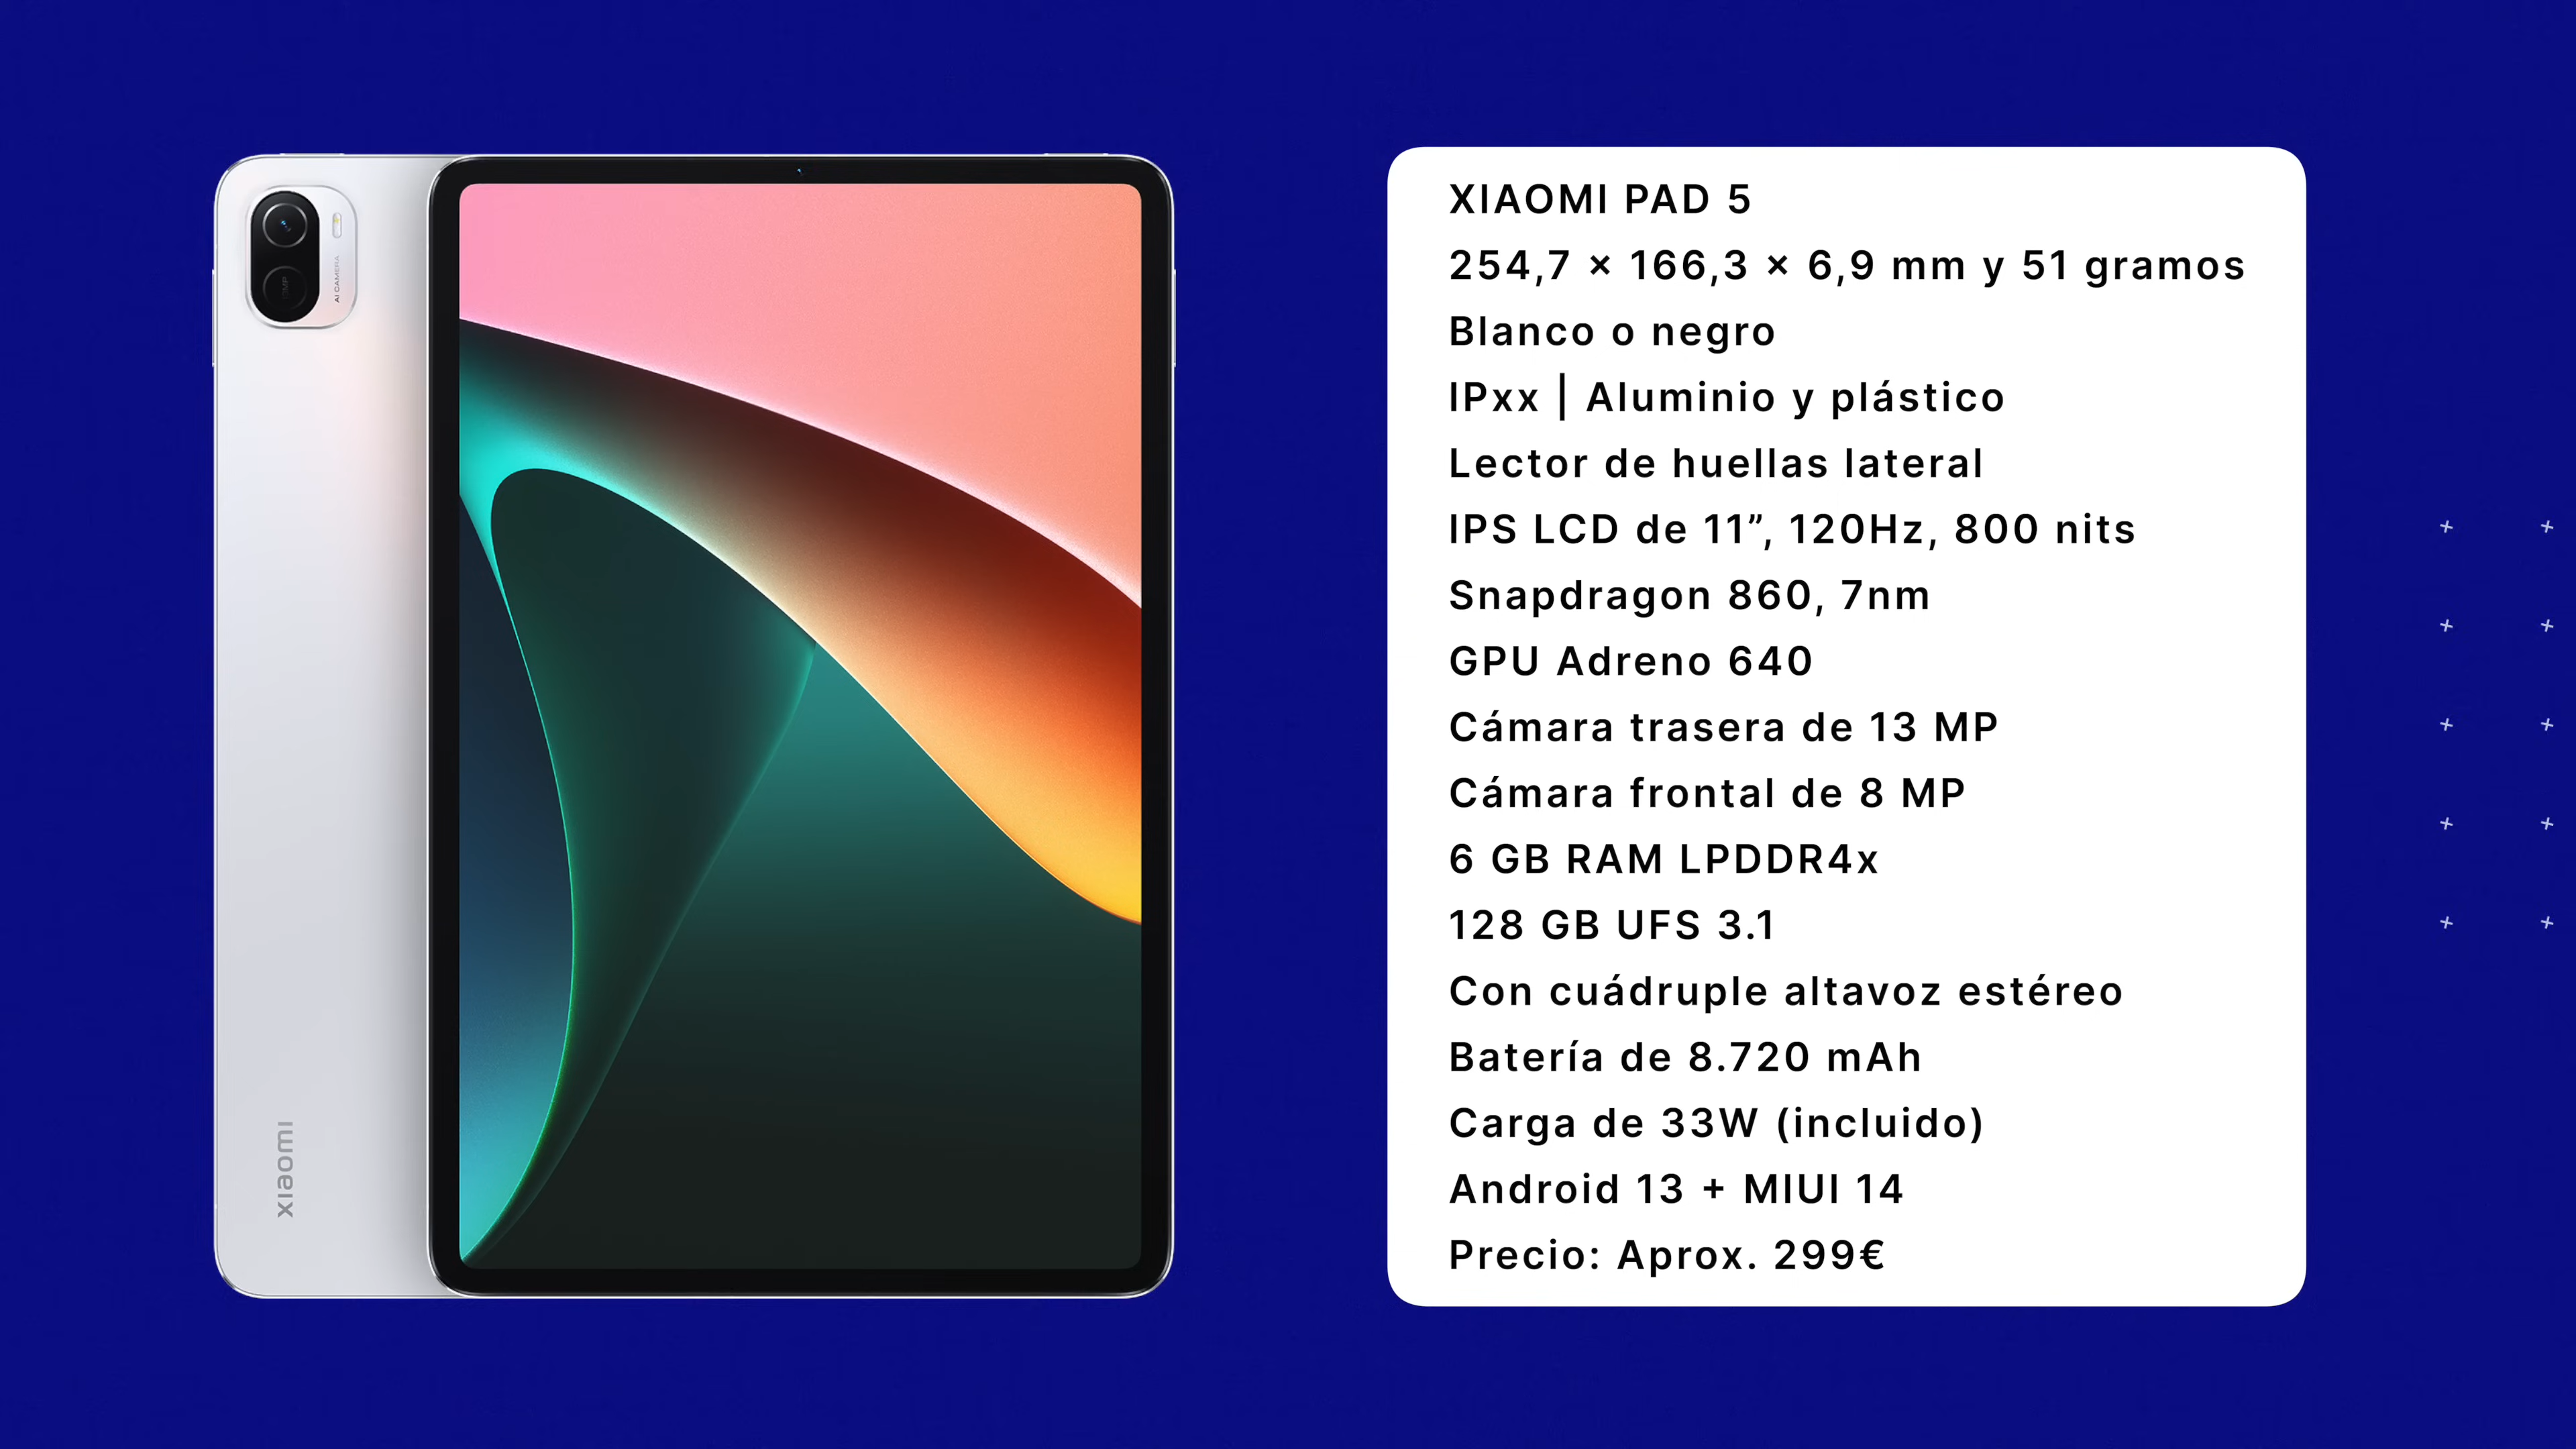 AI CAMERA
13MP
xiaomi
XIAOMI PAD 5
254,7 × 166,3 × 6,9 mm y 51 gramos
Blanco o negro
IPxx | Aluminio y plástico
Lector de huellas lateral
IPS LCD de 11”, 120Hz, 800 nits
Snapdragon 860, 7nm
GPU Adreno 640
Cámara trasera de 13 MP
Cámara frontal de 8 MP
6 GB RAM LPDDR4x
128 GB UFS 3.1
Con cuádruple altavoz estéreo
Batería de 8.720 mAh
Carga de 33W (incluido)
Android 13 + MIUI 14
Precio: Aprox. 299€